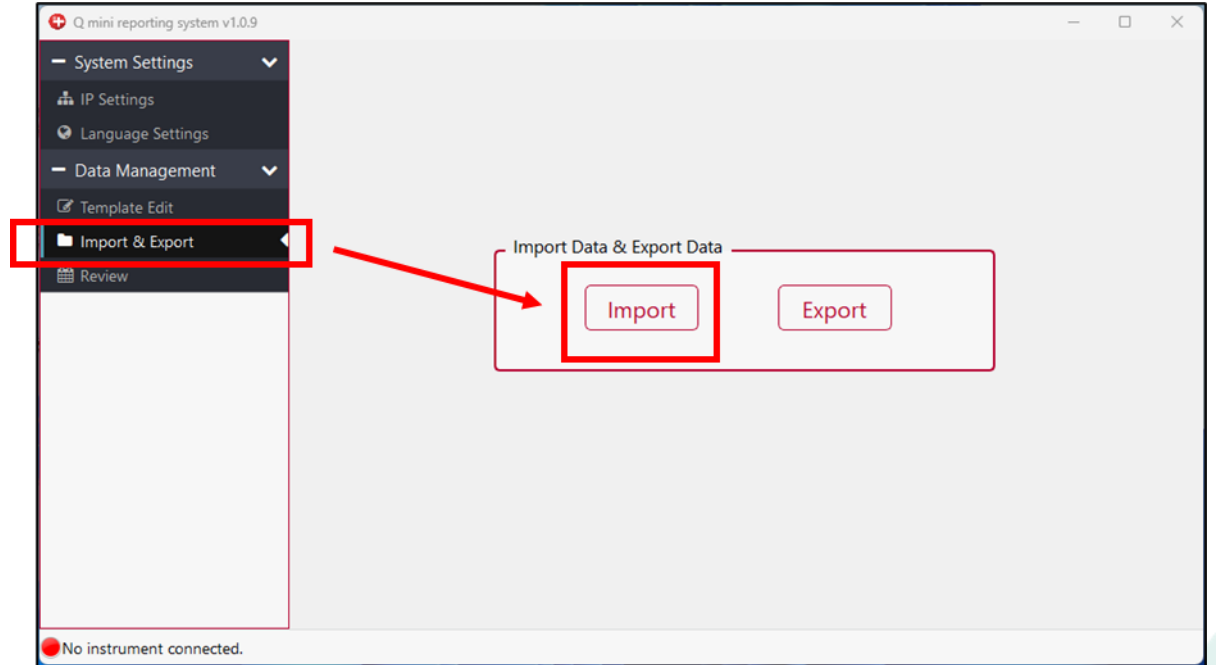 Q mini reporting system v1.0.9
System Settings
IP Settings
Language Settings
Data Management
Template Edit
Import & Export
Review
Import Data & Export Data
Import
Export
No instrument connected.